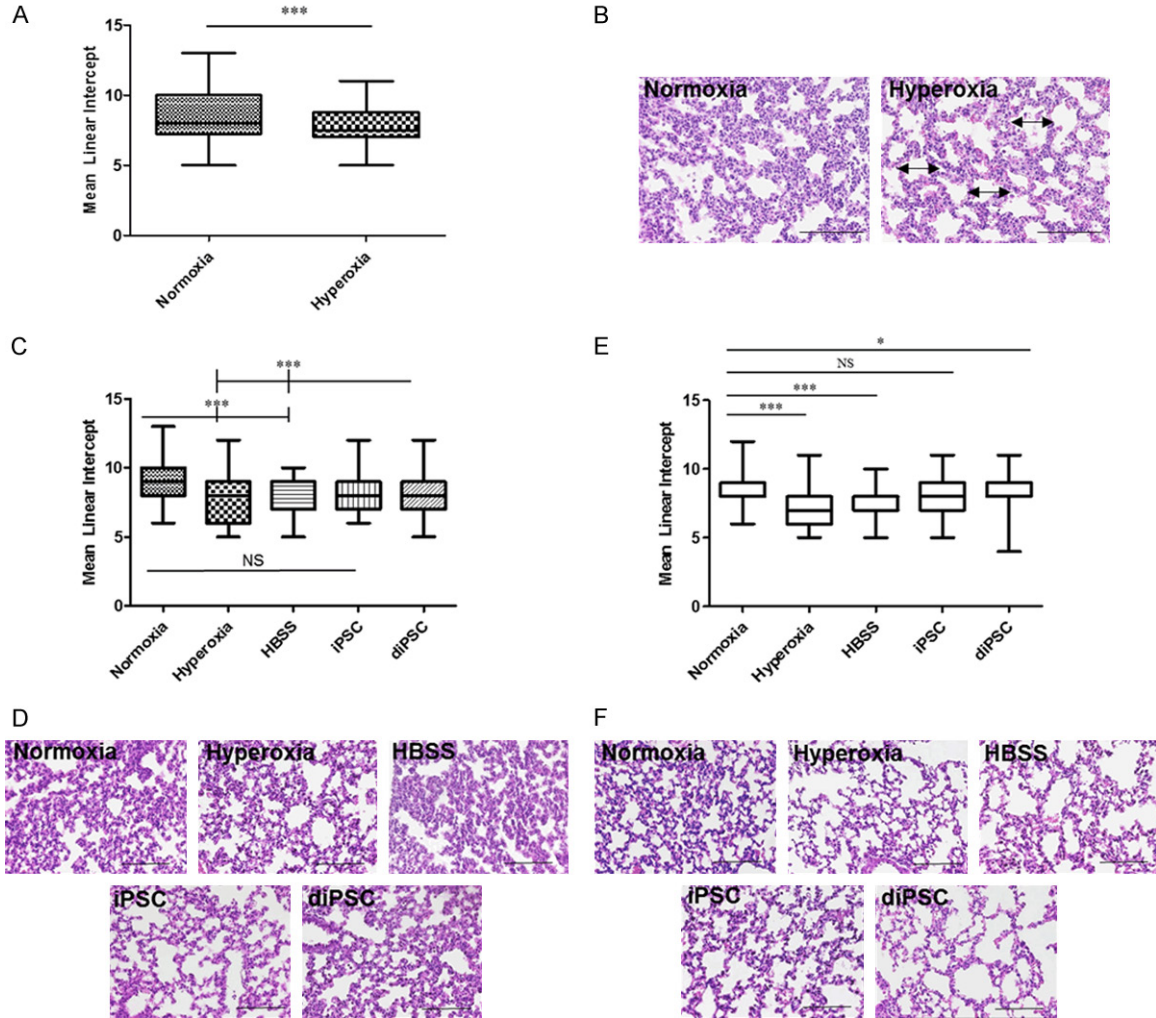 A
***
15
10
5
0
Mean Linear Intercept
Normoxia
Hyperoxia
B
Normoxia
Hyperoxia
C
***
***
15
10
5
0
NS
Mean Linear Intercept
Normoxia
Hyperoxia
HBSS
iPSC
diPSC
E
*
NS
***
***
15
10
5
0
Mean Linear Intercept
Normoxia
Hyperoxia
HBSS
iPSC
diPSC
D
Normoxia
Hyperoxia
HBSS
iPSC
diPSC
F
Normoxia
Hyperoxia
HBSS
iPSC
diPSC